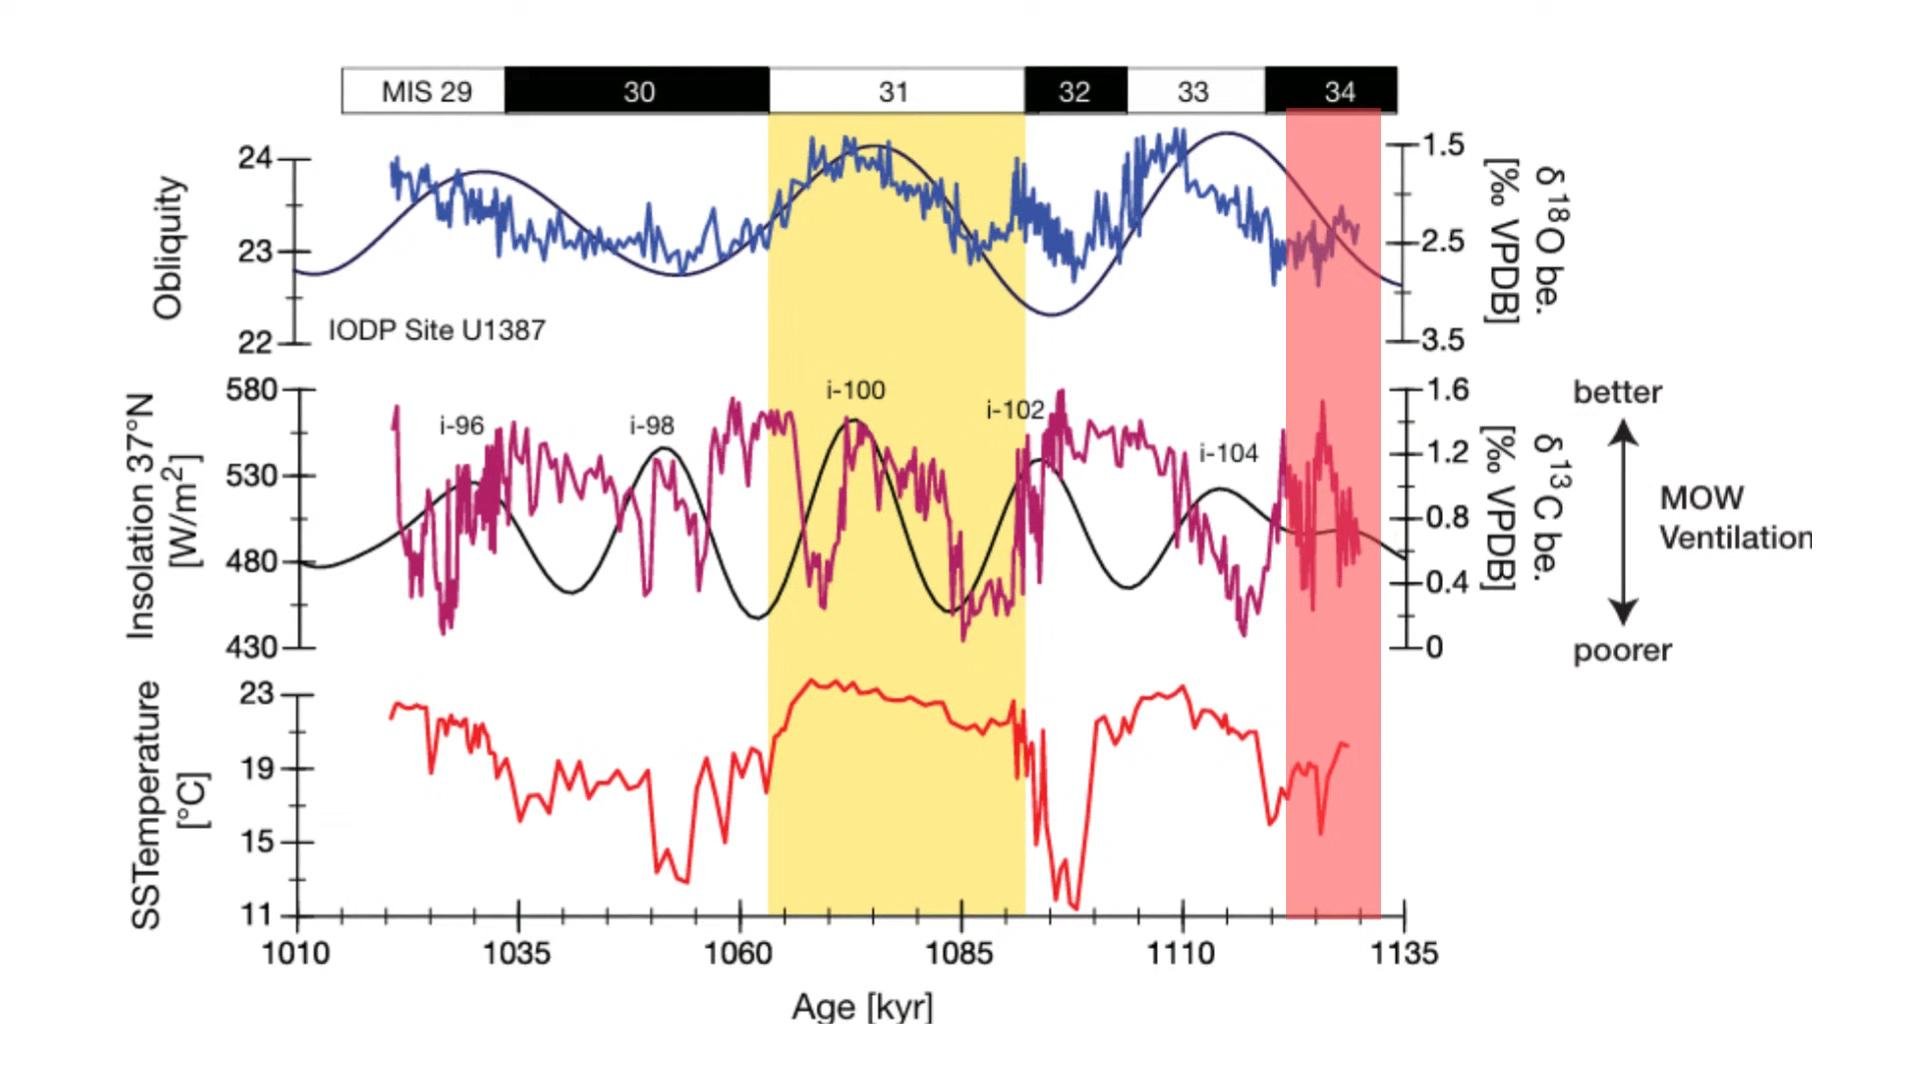 MIS 29 30 31 32 33 34
Obliquity
24
23
22
IODP Site U1387
1.5
2.5
3.5
δ18O be.
[‰ VPDB]
Insolation 37°N
[W/m2]
580
530
480
430
i-96
i-98
i-100
i-102
i-104
1.6
1.2
0.8
0.4
0
δ13C be.
[‰ VPDB]
better
MOW
Ventilation
poorer
SSTemperature
[°C]
23
19
15
11
1010 1035 1060 1085 1110 1135
Age [kyr]